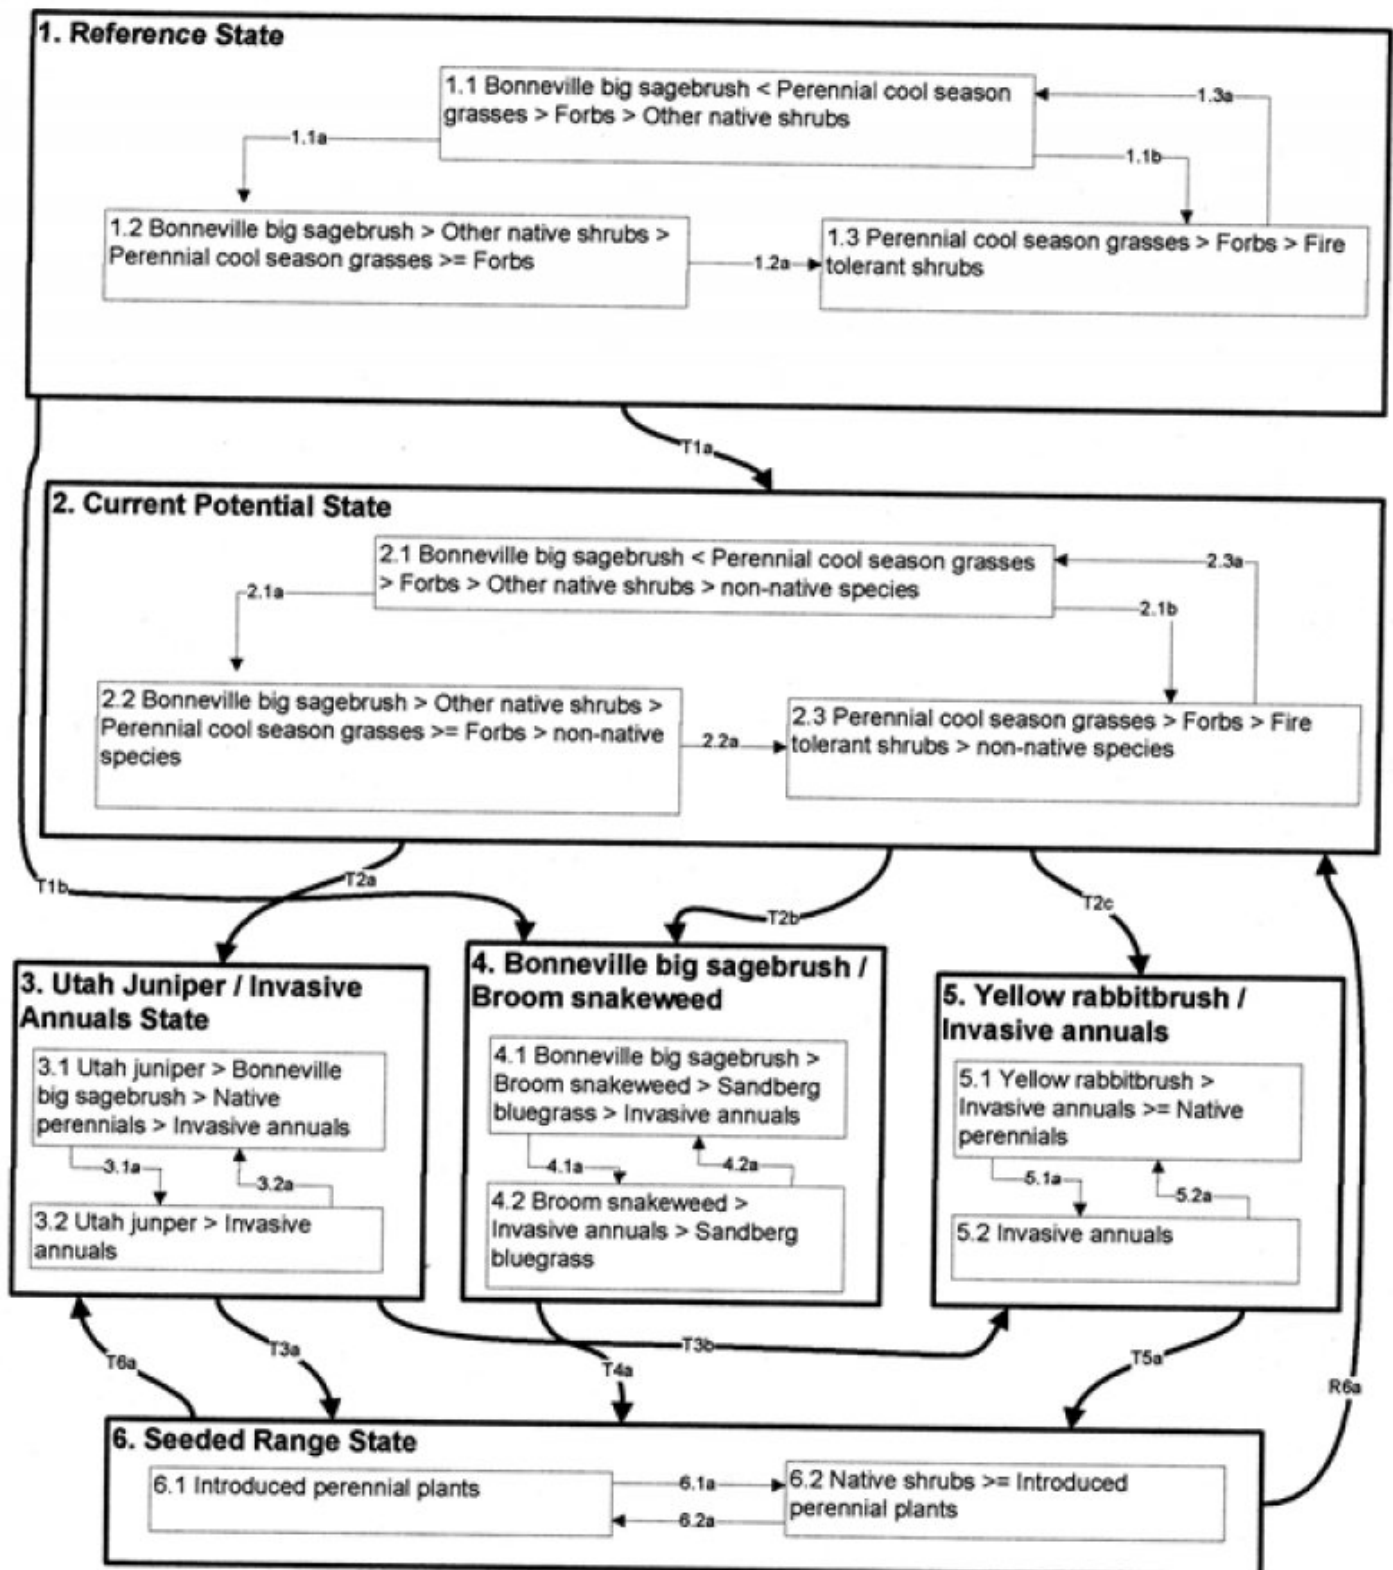 1. Reference State
1.1 Bonneville big sagebrush < Perennial cool season
grasses > Forbs > Other native shrubs
1.3a
1.1a
1.1b
1.2 Bonneville big sagebrush > Other native shrubs >
Perennial cool season grasses >= Forbs
1.2a
1.3 Perennial cool season grasses > Forbs > Fire
tolerant shrubs
T1a
2. Current Potential State
2.1 Bonneville big sagebrush < Perennial cool season grasses
> Forbs > Other native shrubs > non-native species
2.3a
2.1a
2.1b
2.2 Bonneville big sagebrush > Other native shrubs >
Perennial cool season grasses >= Forbs > non-native
species
2.2a
2.3 Perennial cool season grasses > Forbs > Fire
tolerant shrubs > non-native species
T1b
T2a
T2b
T2c
3. Utah Juniper / Invasive
Annuals State
3.1 Utah juniper > Bonneville
big sagebrush > Native
perennials > Invasive annuals
3.1a
3.2a
3.2 Utah junper > Invasive
annuals
4. Bonneville big sagebrush /
Broom snakeweed
4.1 Bonneville big sagebrush >
Broom snakeweed > Sandberg
bluegrass > Invasive annuals
4.1a
4.2a
4.2 Broom snakeweed >
Invasive annuals > Sandberg
bluegrass
5. Yellow rabbitbrush /
Invasive annuals
5.1 Yellow rabbitbrush >
Invasive annuals >= Native
perennials
5.1a
5.2a
5.2 Invasive annuals
T6a
T3a
T4a
T3b
T5a
R6a
6. Seeded Range State
6.1 Introduced perennial plants
6.1a
6.2a
6.2 Native shrubs >= Introduced
perennial plants